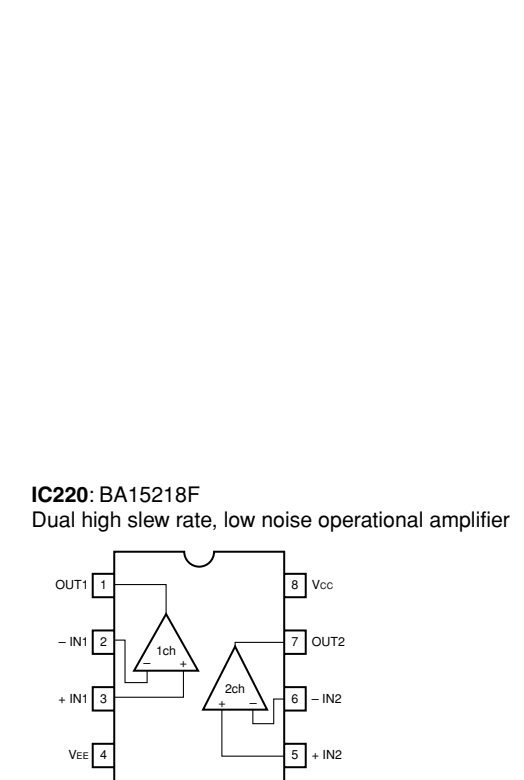 IC220: BA15218F
Dual high slew rate, low noise operational amplifier
OUT1 1
8 Vcc
– IN1 2
1ch
– +
7 OUT2
+ IN1 3
2ch
+ –
6 – IN2
VEE 4
5 + IN2